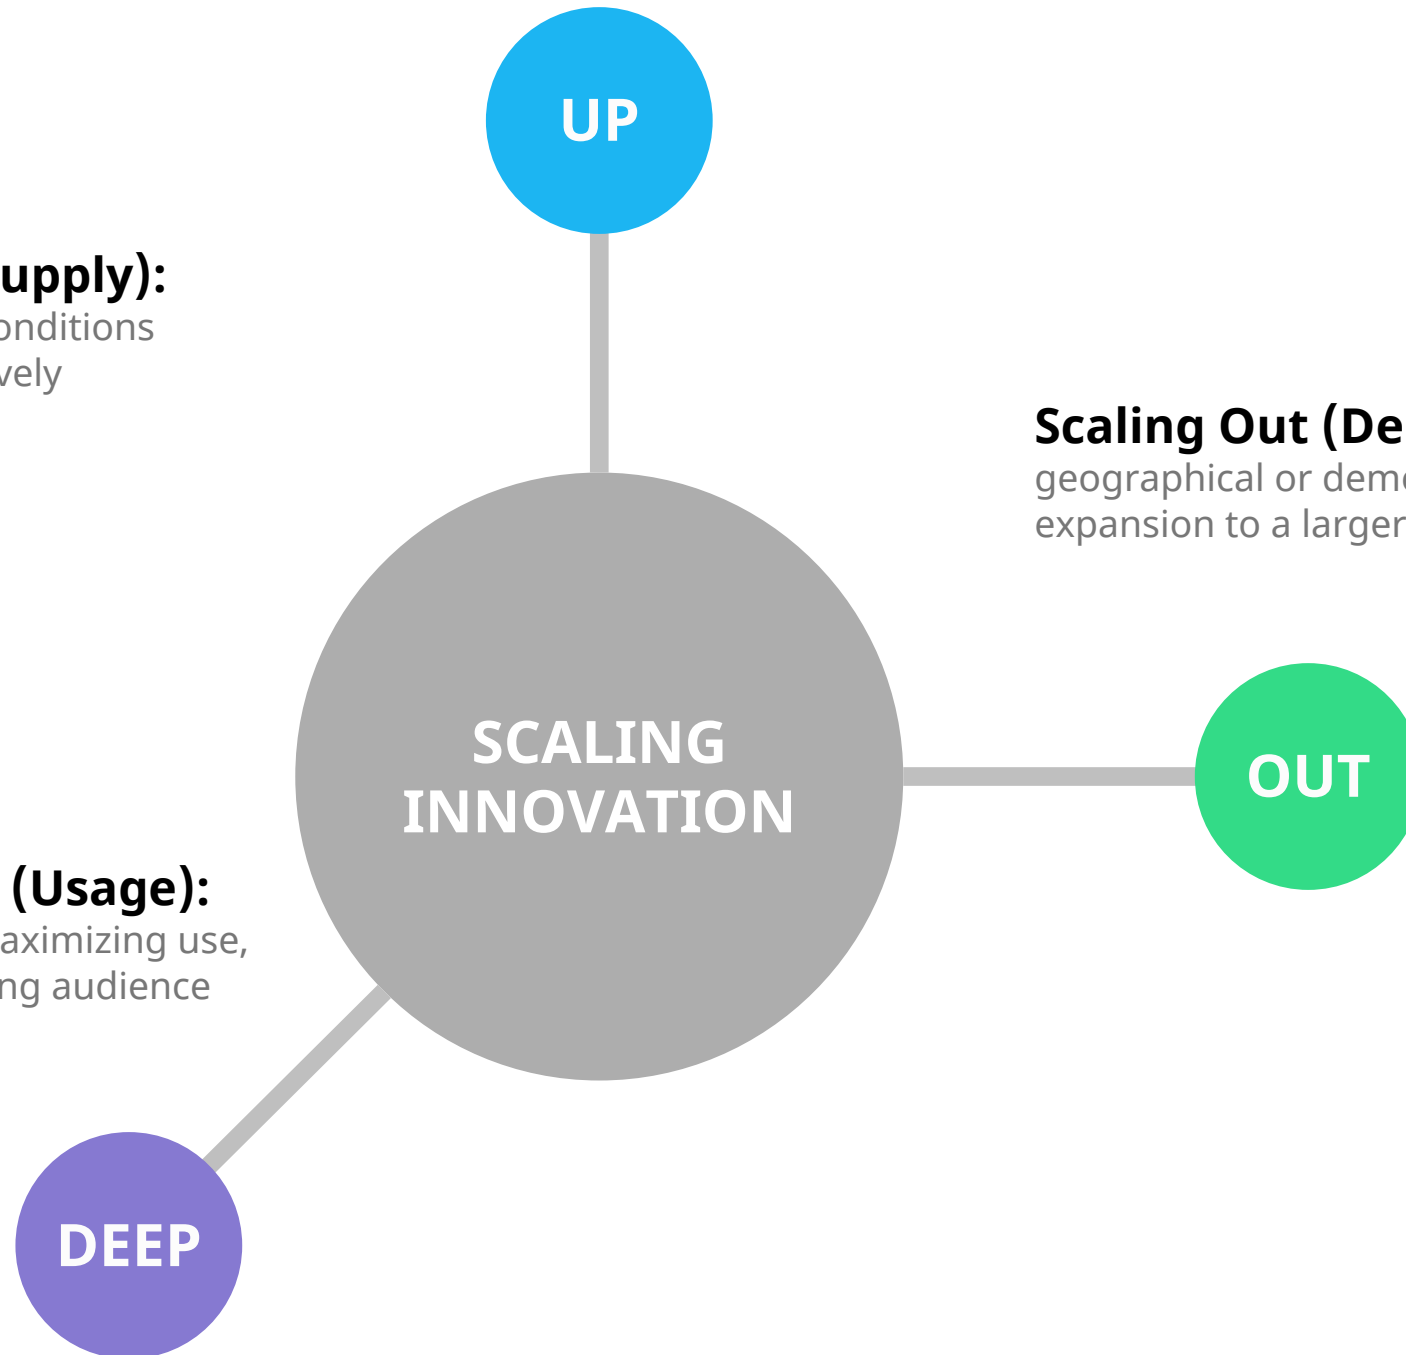 UP
upply):
onditions
vely
Scaling Out (De
geographical or dem
expansion to a larger
SCALING
INNOVATION
OUT
(Usage):
aximizing use,
ng audience
DEEP